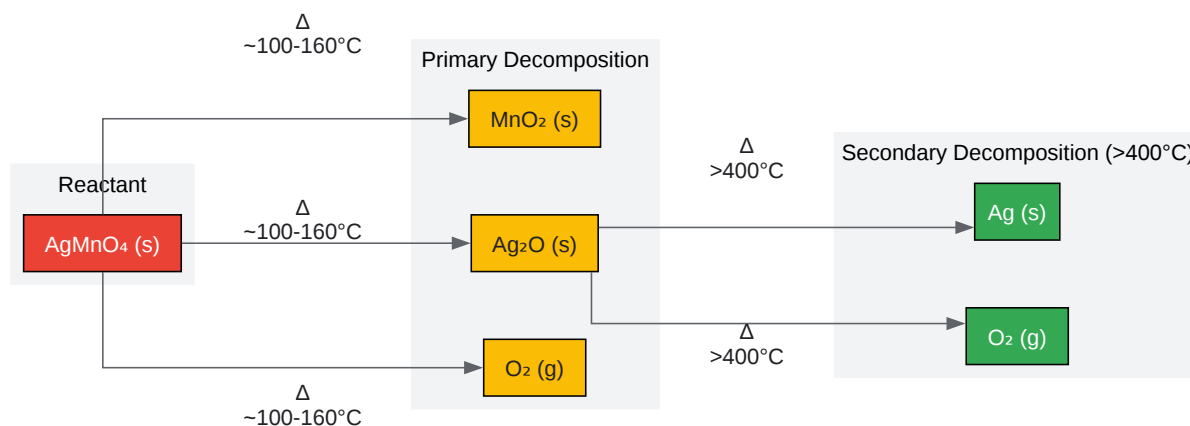 Δ
~100-160°C
Primary Decomposition
MnO₂ (s)
Δ
>400°C
Secondary Decomposition (>400°C)
Reactant
AgMnO₄ (s)
Δ
~100-160°C
Ag₂O (s)
Ag (s)
Δ
>400°C
O₂ (g)
O₂ (g)
Δ
~100-160°C